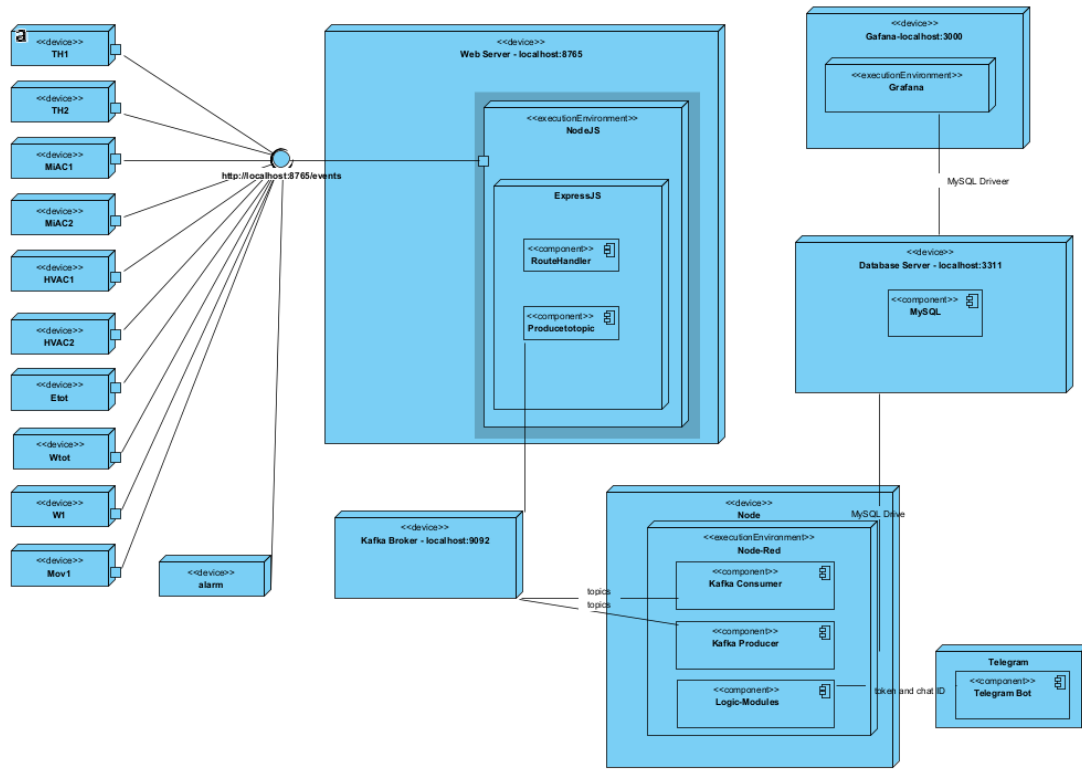 a
<<device>>
TH1
<<device>>
TH2
<<device>>
MiAC1
<<device>>
MiAC2
<<device>>
HVAC1
<<device>>
HVAC2
<<device>>
Etot
<<device>>
Wtot
<<device>>
W1
<<device>>
Mov1
<<device>>
alarm
http://localhost:8765/events
<<device>>
Web Server - localhost:8765
<<executionEnvironment>>
NodeJS
ExpressJS
<<component>>
RouteHandler
<<component>>
Producetotopic
<<device>>
Kafka Broker - localhost:9092
<<device>>
Gafana-localhost:3000
<<executionEnvironment>>
Grafana
MySQL Driveer
<<device>>
Database Server - localhost:3311
<<component>>
MySQL
<<device>>
Node
MySQL Drive
<<executionEnvironment>>
Node-Red
<<component>>
Kafka Consumer
topics
topics
<<component>>
Kafka Producer
<<component>>
Logic-Modules
token and chat ID
Telegram
<<component>>
Telegram Bot